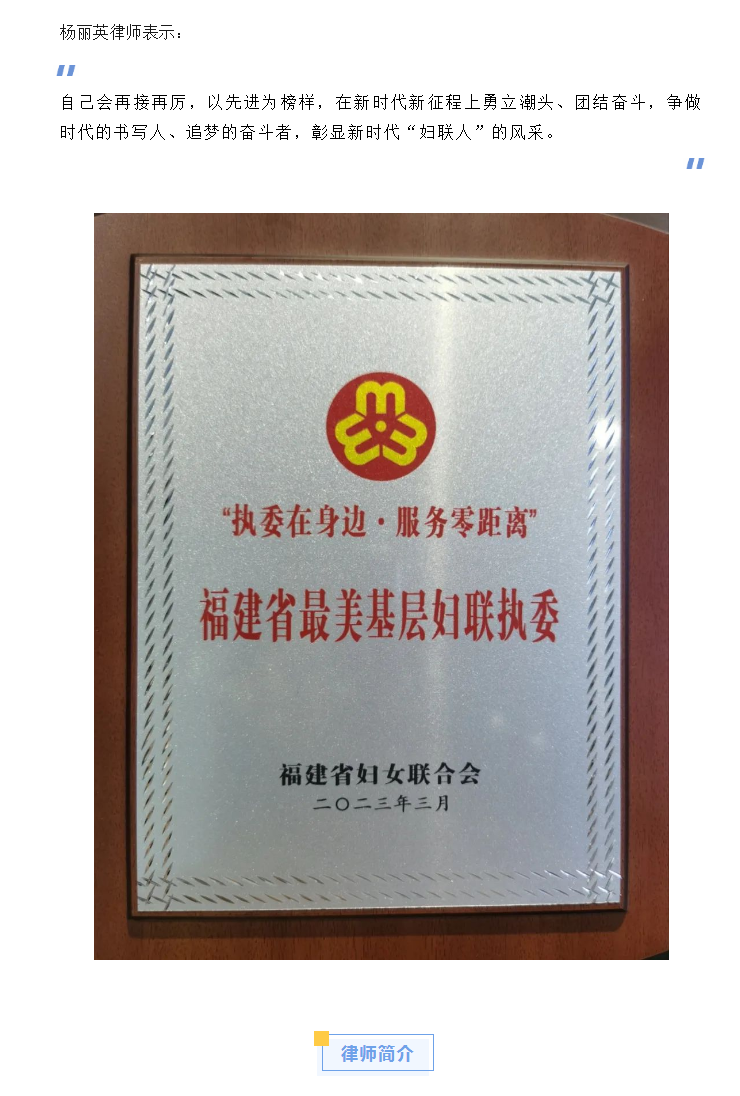 杨丽英律师表示：
自己会再接再厉，以先进为榜样，在新时代新征程上勇立潮头、团结奋斗，争做
时代的书写人、追梦的奋斗者，彰显新时代“妇联人”的风采。
“执委在身边·服务零距离”
福建省最美基层妇联执委
福建省妇女联合会
二〇二三年三月
律师简介